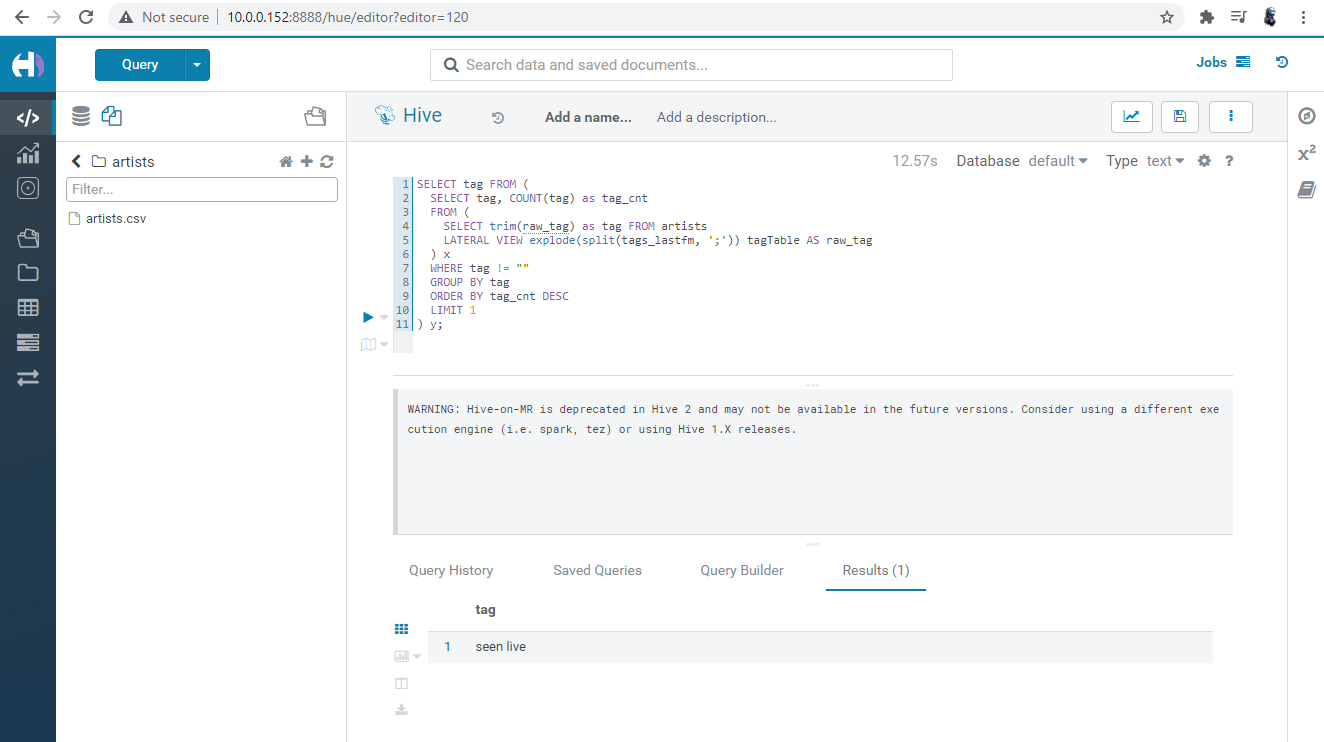 Not secure
10.0.0.152:8888/hue/editor?editor=120
Query
Search data and saved documents...
Jobs
artists
Filter...
artists.csv
Hive
Add a name...
Add a description...
12.57s
Database default
Type text
?
x²
1 SELECT tag FROM (
2 SELECT tag, COUNT(tag) as tag_cnt
3 FROM (
4 SELECT trim(raw_tag) as tag FROM artists
5 LATERAL VIEW explode(split(tags_lastfm, ';')) tagTable AS raw_tag
6 ) x
7 WHERE tag != ""
8 GROUP BY tag
9 ORDER BY tag_cnt DESC
10 LIMIT 1
11 ) y;
WARNING: Hive-on-MR is deprecated in Hive 2 and may not be available in the future versions. Consider using a different exe
cution engine (i.e. spark, tez) or using Hive 1.X releases.
Query History
Saved Queries
Query Builder
Results (1)
tag
1 seen live